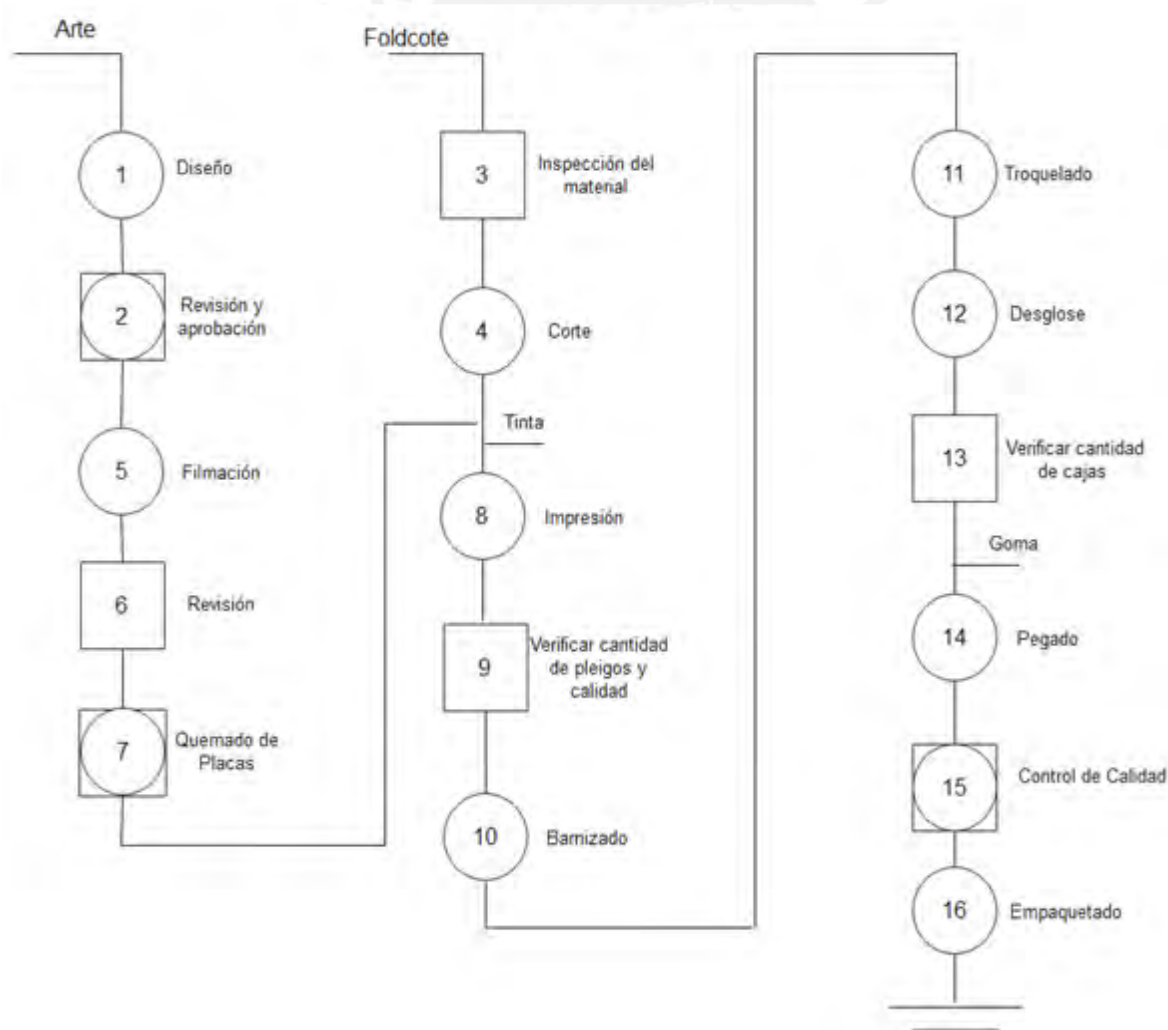 Arte
1
Diseño
2
Revisión y
aprobación
5
Filmación
6
Revisión
7
Quemado de
Placas
Foldcote
3
Inspección del
material
4
Corte
Tinta
8
Impresión
9
Verificar cantidad
de pleigos y
calidad
10
Barnizado
11
Troquelado
12
Desglose
13
Verificar cantidad
de cajas
Goma
14
Pegado
15
Control de Calidad
16
Empaquetado